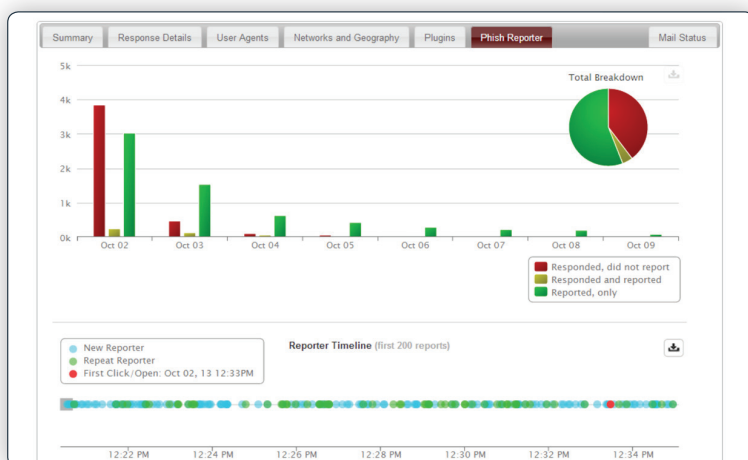 Summary Response Details User Agents Networks and Geography Plugins Phish Reporter Mail Status
Total Breakdown
5k
4k
3k
2k
1k
0k
Oct 02 Oct 03 Oct 04 Oct 05 Oct 06 Oct 07 Oct 08 Oct 09
Responded, did not report
Responded and reported
Reported, only
New Reporter
Repeat Reporter
First Click/Open: Oct 02, 13 12:33PM
Reporter Timeline (first 200 reports)
12:22 PM 12:24 PM 12:26 PM 12:28 PM 12:30 PM 12:32 PM 12:34 PM